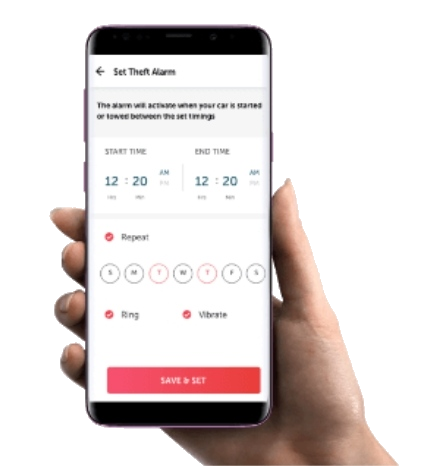 Set Theft Alarm
The alarm will activate when your car is started
or towed between the set timings
START TIME
END TIME
12 : 20 AM PM
12 : 20 AM PM
HRS MIN
HRS MIN
Repeat
S M T W T F S
Ring
Vibrate
SAVE & SET